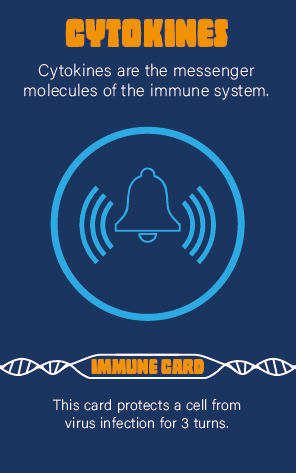 CYTOKINES
Cytokines are the messenger
molecules of the immune system.
IMMUNE CARD
This card protects a cell from
virus infection for 3 turns.